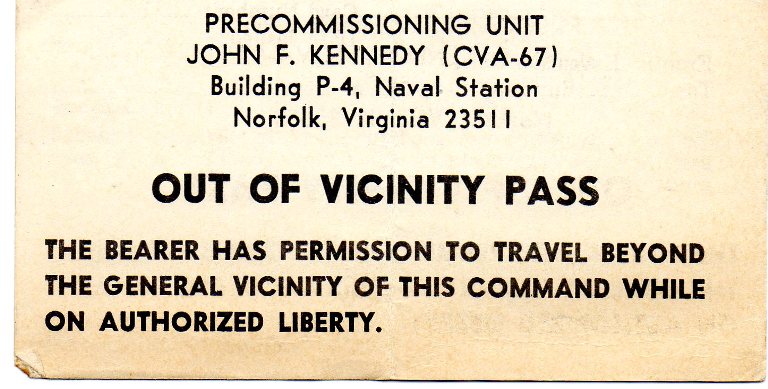 PRECOMMISSIONING UNIT
JOHN F. KENNEDY (CVA-67)
Building P-4, Naval Station
Norfolk, Virginia 23511
OUT OF VICINITY PASS
THE BEARER HAS PERMISSION TO TRAVEL BEYOND
THE GENERAL VICINITY OF THIS COMMAND WHILE
ON AUTHORIZED LIBERTY.